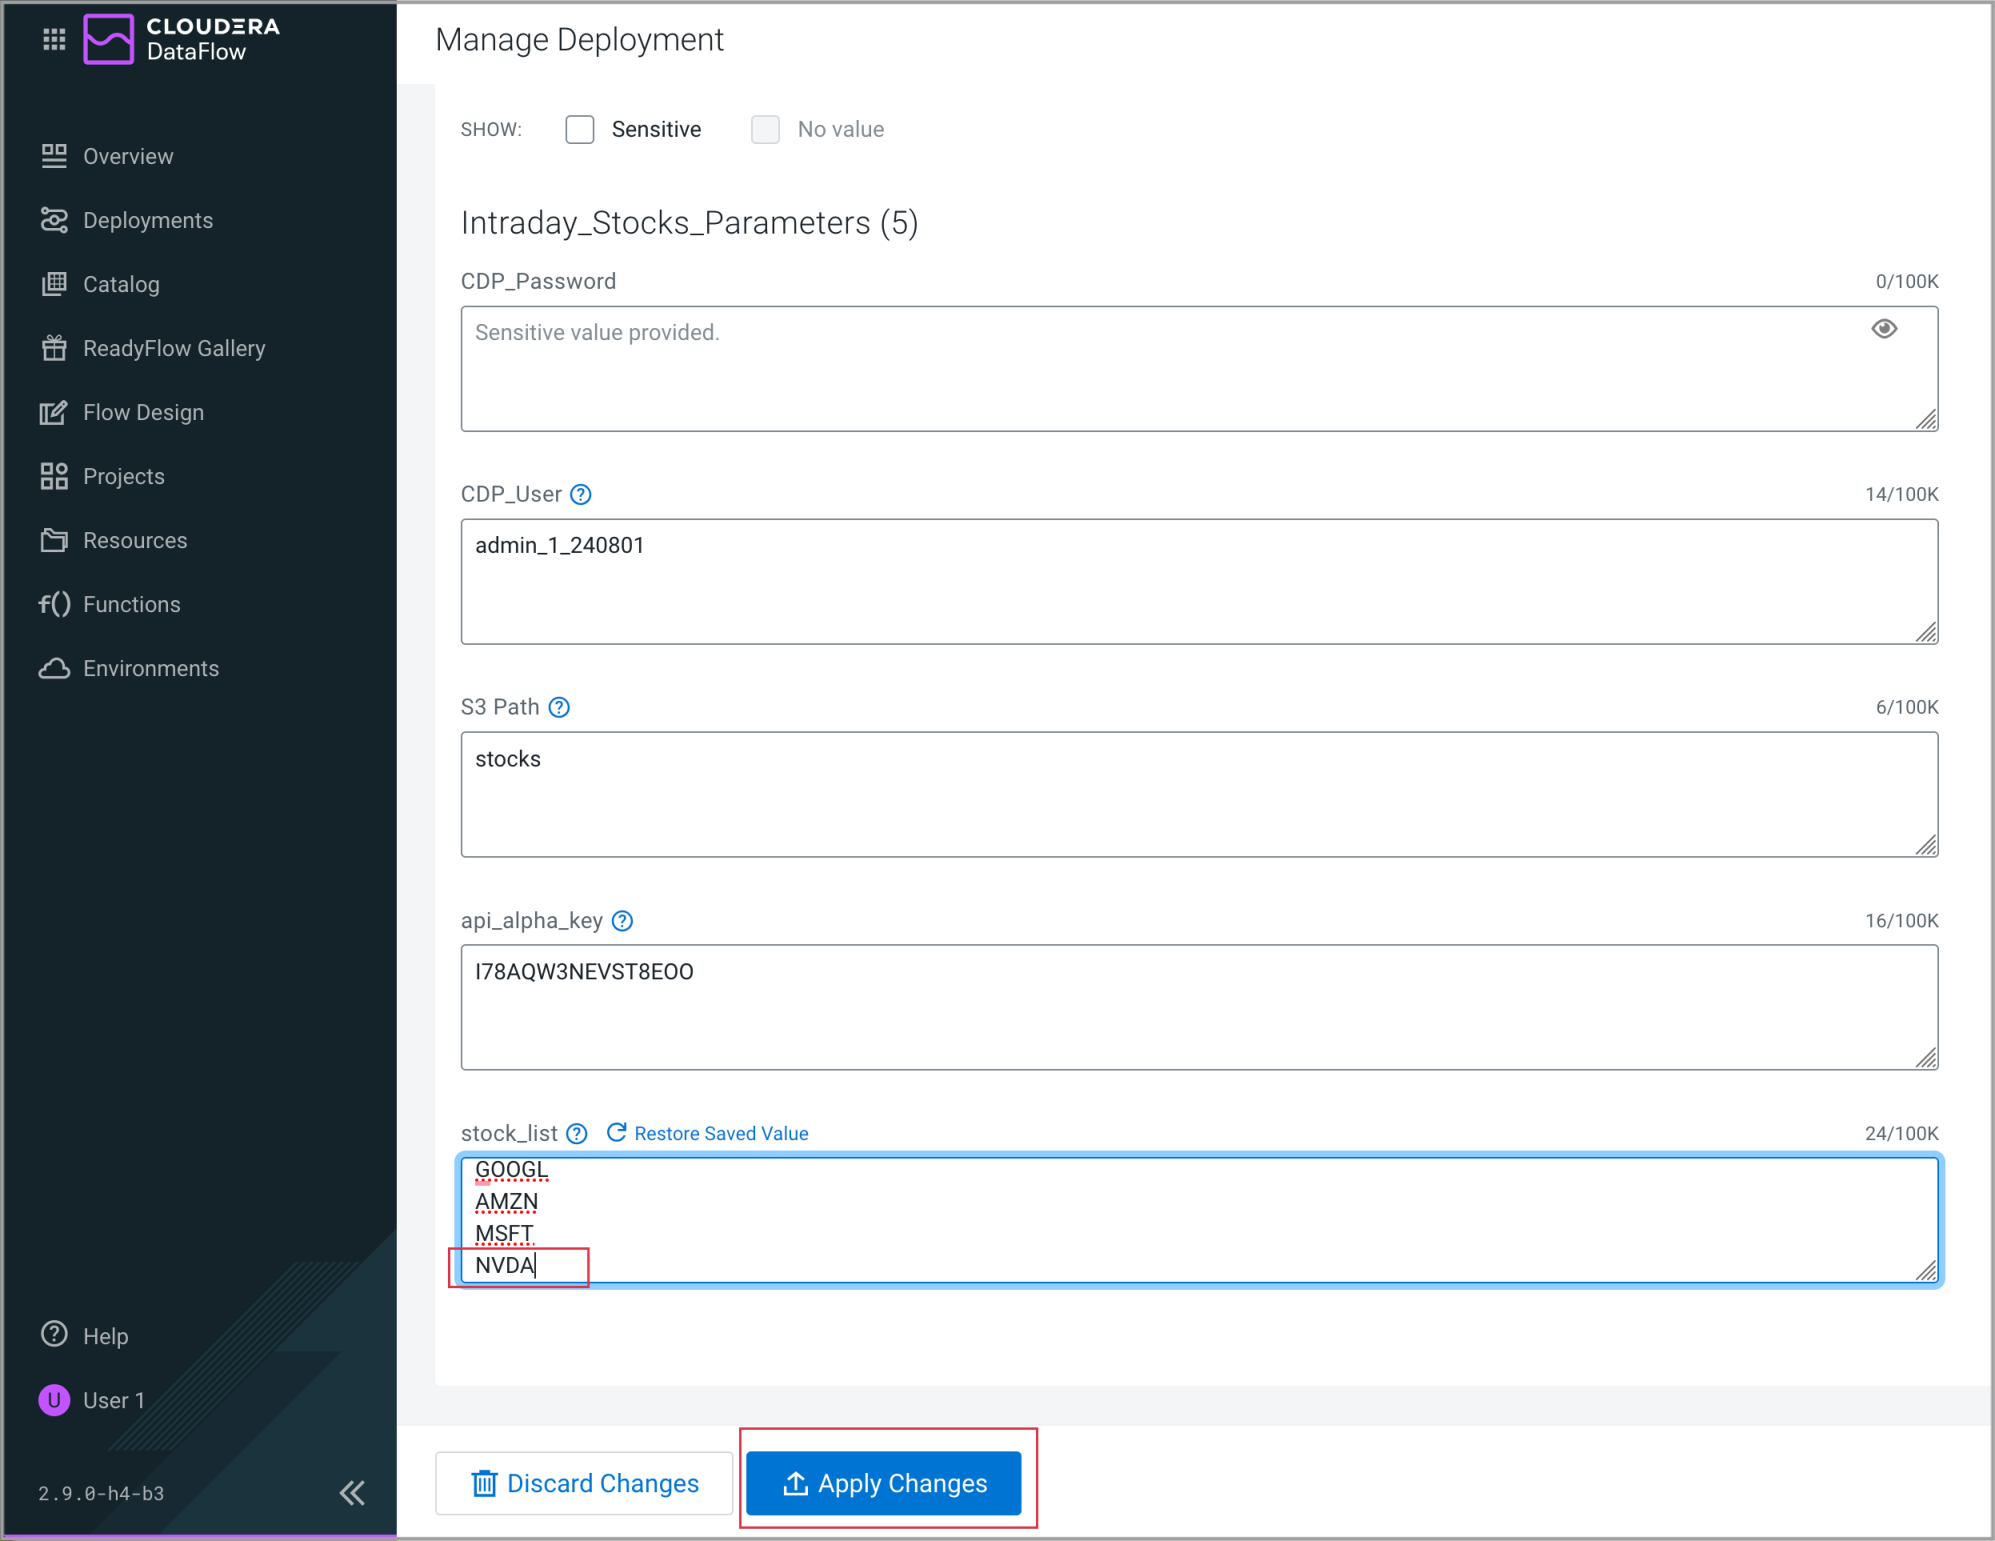 CLOUDERA
DataFlow
Manage Deployment
Overview
Deployments
Catalog
ReadyFlow Gallery
Flow Design
Projects
Resources
f() Functions
Environments
Help
U User 1
2.9.0-h4-b3
SHOW: Sensitive No value
Intraday_Stocks_Parameters (5)
CDP_Password 0/100K
Sensitive value provided.
CDP_User ? 14/100K
admin_1_240801
S3 Path ? 6/100K
stocks
api_alpha_key ? 16/100K
I78AQW3NEVST8EOO
stock_list ? Restore Saved Value 24/100K
GOOGL
AMZN
MSFT
NVDA
Discard Changes Apply Changes